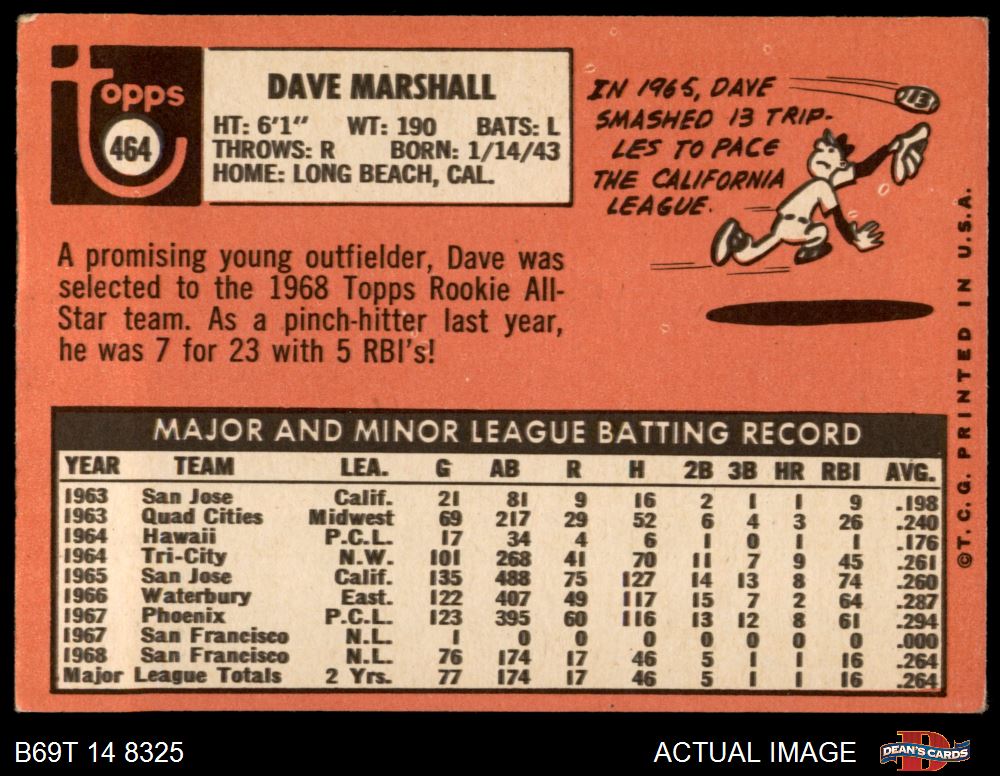 Topps
464
DAVE MARSHALL
HT: 6'1" WT: 190 BATS: L
THROWS: R BORN: 1/14/43
HOME: LONG BEACH, CAL.
IN 1965, DAVE
SMASHED 13 TRIP-
LES TO PACE
THE CALIFORNIA
LEAGUE.
13
A promising young outfielder, Dave was
selected to the 1968 Topps Rookie All-
Star team. As a pinch-hitter last year,
he was 7 for 23 with 5 RBI's!
MAJOR AND MINOR LEAGUE BATTING RECORD
YEAR TEAM LEA. G AB R H 2B 3B HR RBI AVG.
1963 San Jose Calif. 21 81 9 16 2 1 1 9 .198
1963 Quad Cities Midwest 69 217 29 52 6 4 3 26 .240
1964 Hawaii P.C.L. 17 34 4 6 1 0 1 1 .176
1964 Tri-City N.W. 101 268 41 70 11 7 9 45 .261
1965 San Jose Calif. 135 488 75 127 14 13 8 74 .260
1966 Waterbury East. 122 407 49 117 15 7 2 64 .287
1967 Phoenix P.C.L. 123 395 60 116 13 12 8 61 .294
1967 San Francisco N.L. 1 0 0 0 0 0 0 0 .000
1968 San Francisco N.L. 76 174 17 46 5 1 1 16 .264
Major League Totals 2 Yrs. 77 174 17 46 5 1 1 16 .264
©T. C. G. PRINTED IN U.S.A.
B69T 14 8325
ACTUAL IMAGE
DEAN'S CARDS